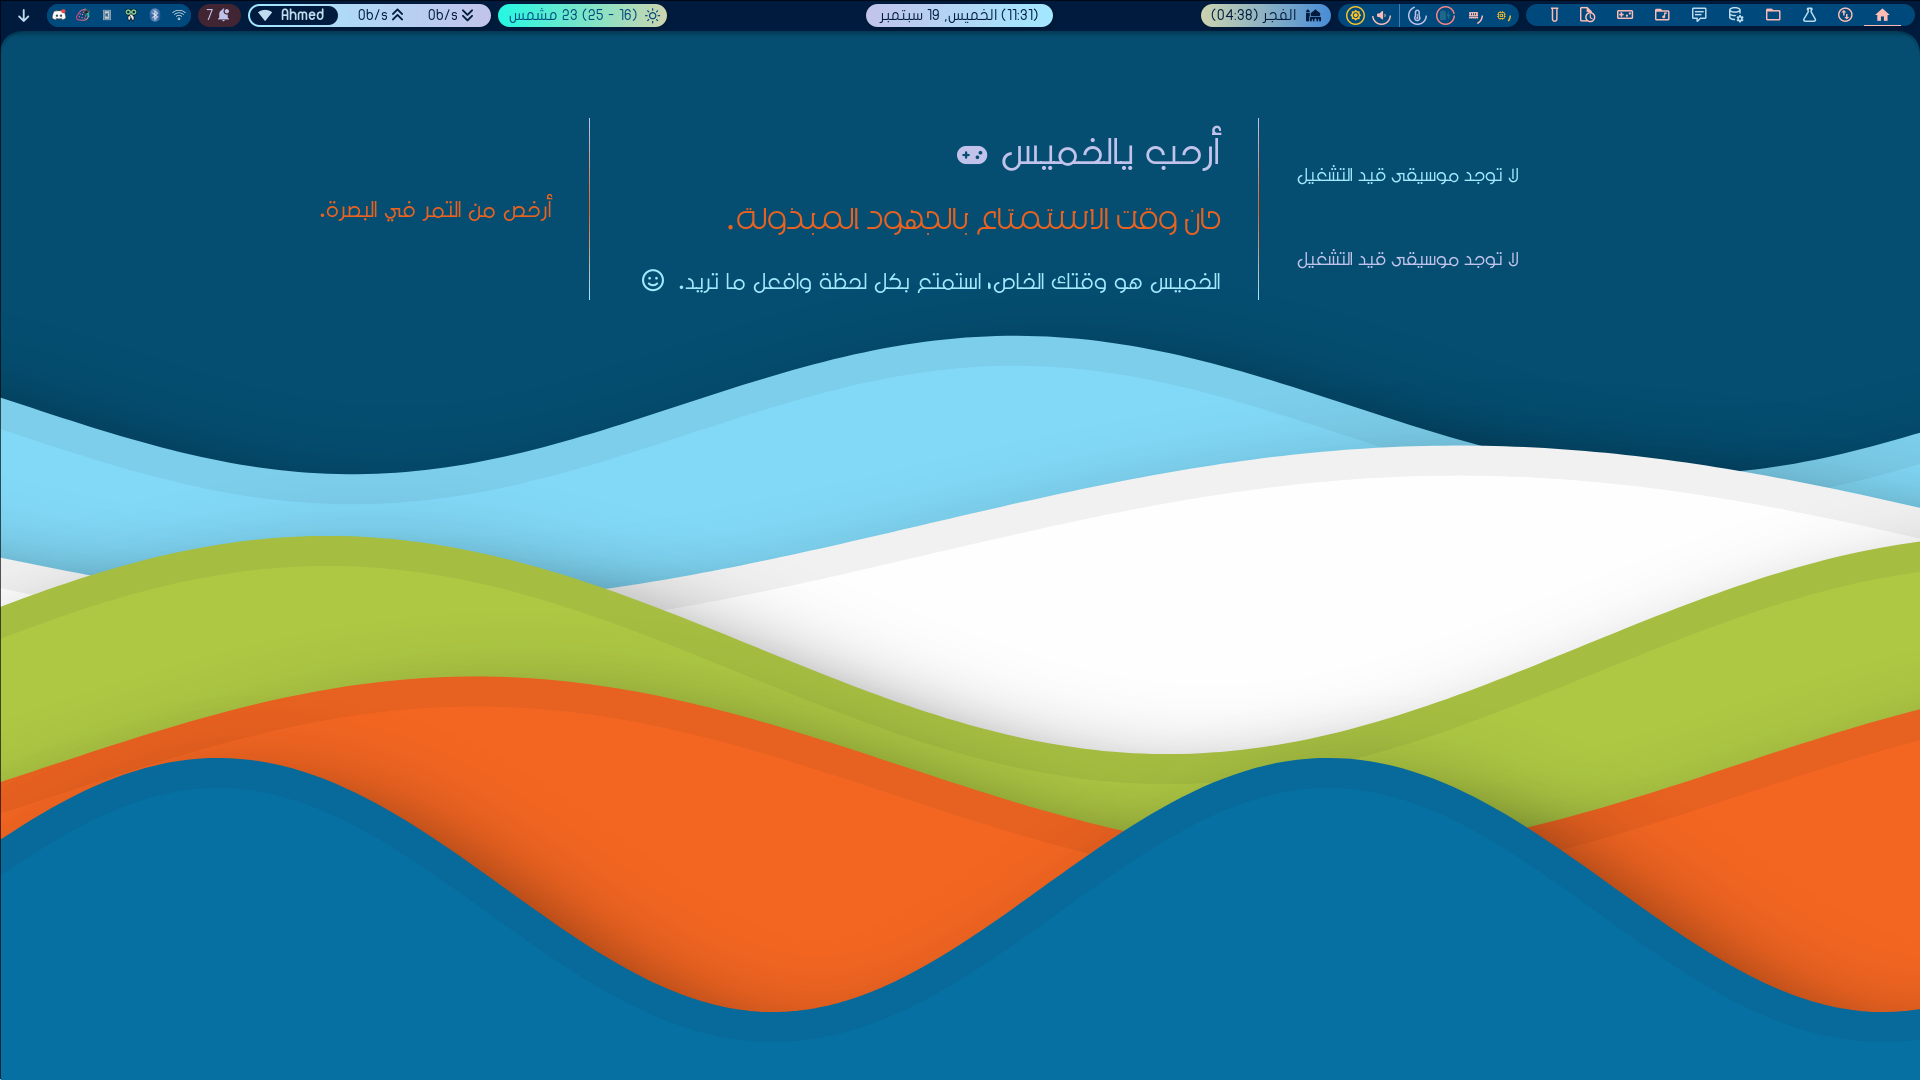 الفجر (04:38)
(11:31) الخميس, 19 سبتمبر
23 (25 - 16) مشمس
0b/s
0b/s
Ahmed
7
لا توجد موسيقى قيد التشغيل
لا توجد موسيقى قيد التشغيل
أرحب يالخميس
حان وقت الاستمتاع بالجهود المبذولة.
الخميس هو وقتك الخاص، استمتع بكل لحظة وافعل ما تريد.
أرخص من التمر في البصرة.